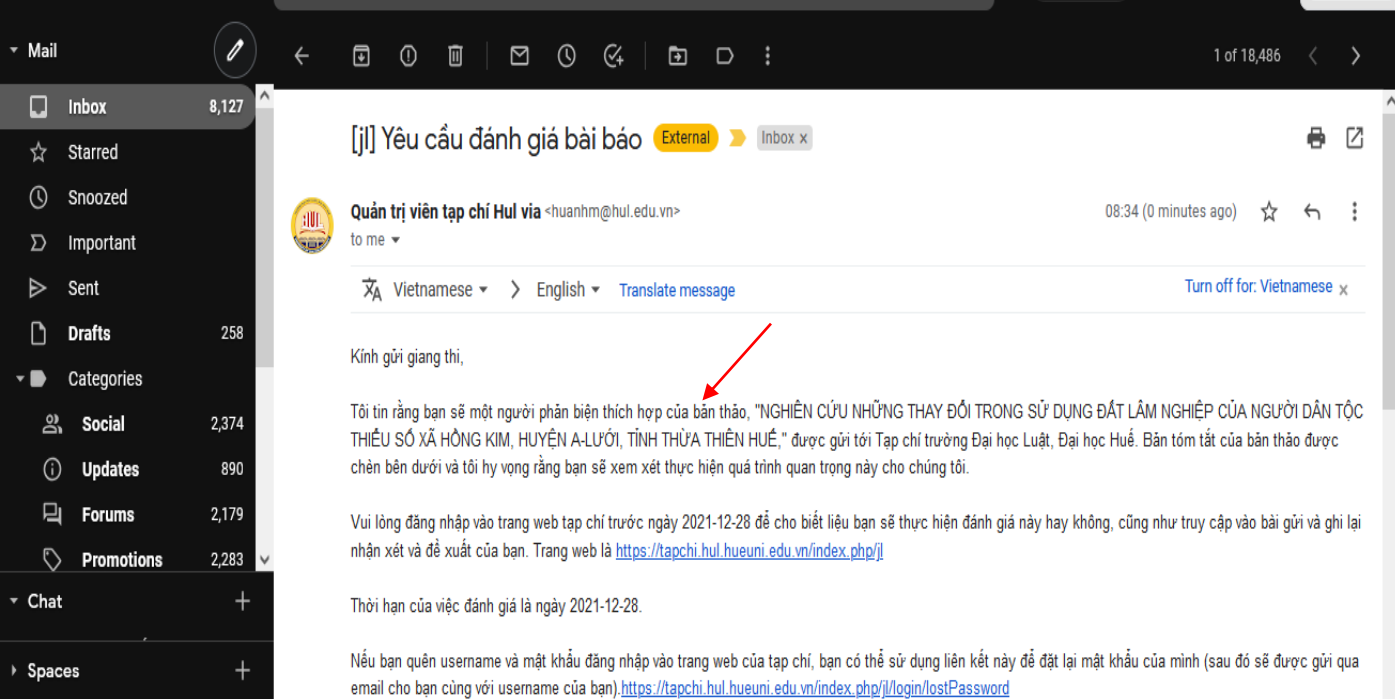 Mail
1 of 18,486
Inbox 8,127
Starred
Snoozed
Important
Sent
Drafts 258
Categories
Social 2,374
Updates 890
Forums 2,179
Promotions 2,283
Chat
Spaces
[jl] Yêu cầu đánh giá bài báo External Inbox x
HUL
Quản trị viên tạp chí Hul via <huanhm@hul.edu.vn> 08:34 (0 minutes ago)
to me
Vietnamese English Translate message Turn off for: Vietnamese x
Kính gửi giang thi,
Tôi tin rằng bạn sẽ một người phản biện thích hợp của bản thảo, "NGHIÊN CỨU NHỮNG THAY ĐỔI TRONG SỬ DỤNG ĐẤT LÂM NGHIỆP CỦA NGƯỜI DÂN TỘC
THIỂU SỐ XÃ HỒNG KIM, HUYỆN A-LƯỚI, TỈNH THỪA THIÊN HUẾ," được gửi tới Tạp chí trường Đại học Luật, Đại học Huế. Bản tóm tắt của bản thảo được
chèn bên dưới và tôi hy vọng rằng bạn sẽ xem xét thực hiện quá trình quan trọng này cho chúng tôi.
Vui lòng đăng nhập vào trang web tạp chí trước ngày 2021-12-28 để cho biết liệu bạn sẽ thực hiện đánh giá này hay không, cũng như truy cập vào bài gửi và ghi lại
nhận xét và đề xuất của bạn. Trang web là https://tapchi.hul.hueuni.edu.vn/index.php/jl
Thời hạn của việc đánh giá là ngày 2021-12-28.
Nếu bạn quên username và mật khẩu đăng nhập vào trang web của tạp chí, bạn có thể sử dụng liên kết này để đặt lại mật khẩu của mình (sau đó sẽ được gửi qua
email cho bạn cùng với username của bạn).https://tapchi.hul.hueuni.edu.vn/index.php/jl/login/lostPassword